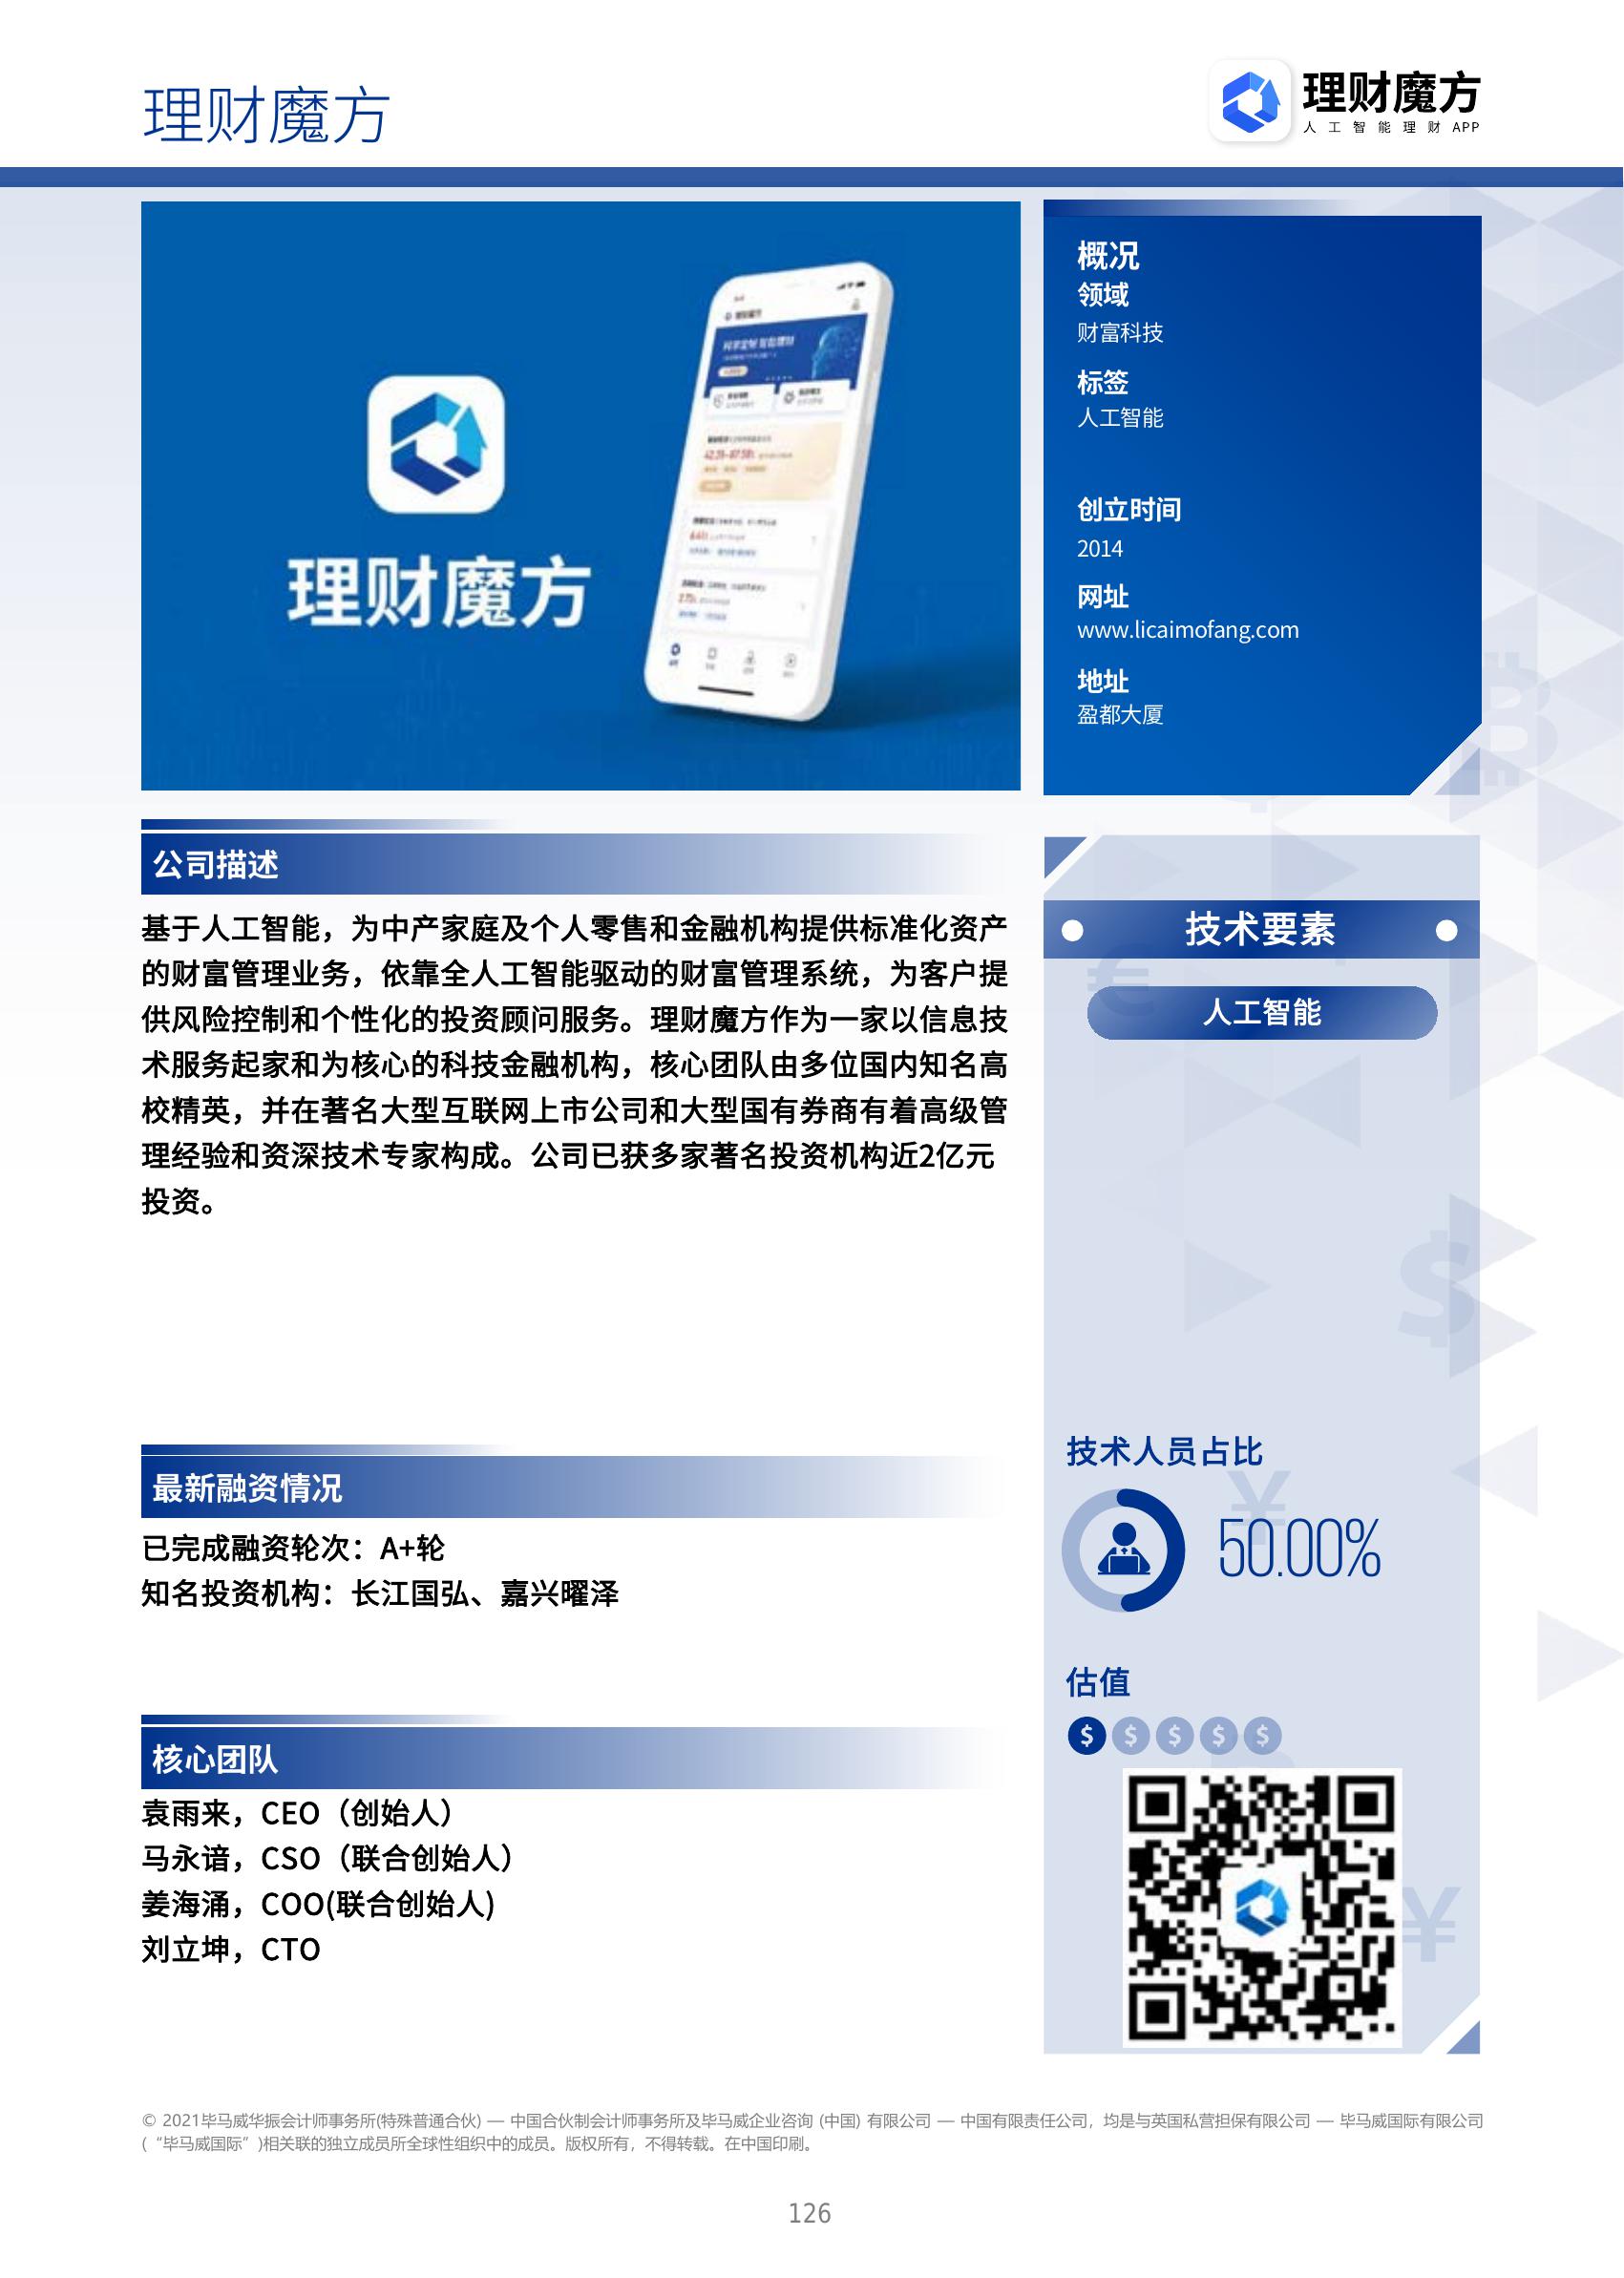 理财魔方
理财魔方
人工智能理财 APP
理财魔方
理财魔方
概况
领域
财富科技
标签
人工智能
创立时间
2014
网址
www.licaimofang.com
地址
盈都大厦
公司描述
基于人工智能，为中产家庭及个人零售和金融机构提供标准化资产
的财富管理业务，依靠全人工智能驱动的财富管理系统，为客户提
供风险控制和个性化的投资顾问服务。理财魔方作为一家以信息技
术服务起家和为核心的科技金融机构，核心团队由多位国内知名高
校精英，并在著名大型互联网上市公司和大型国有券商有着高级管
理经验和资深技术专家构成。公司已获多家著名投资机构近2亿元
投资。
最新融资情况
已完成融资轮次：A+轮
知名投资机构：长江国弘、嘉兴曜泽
核心团队
袁雨来，CEO（创始人）
马永谙，CSO（联合创始人）
姜海涌，COO(联合创始人)
刘立坤，CTO
技术要素
人工智能
技术人员占比
50.00%
估值
© 2021毕马威华振会计师事务所(特殊普通合伙) — 中国合伙制会计师事务所及毕马威企业咨询 (中国) 有限公司 — 中国有限责任公司，均是与英国私营担保有限公司 — 毕马威国际有限公司
(“毕马威国际”)相关联的独立成员所全球性组织中的成员。版权所有，不得转载。在中国印刷。
126